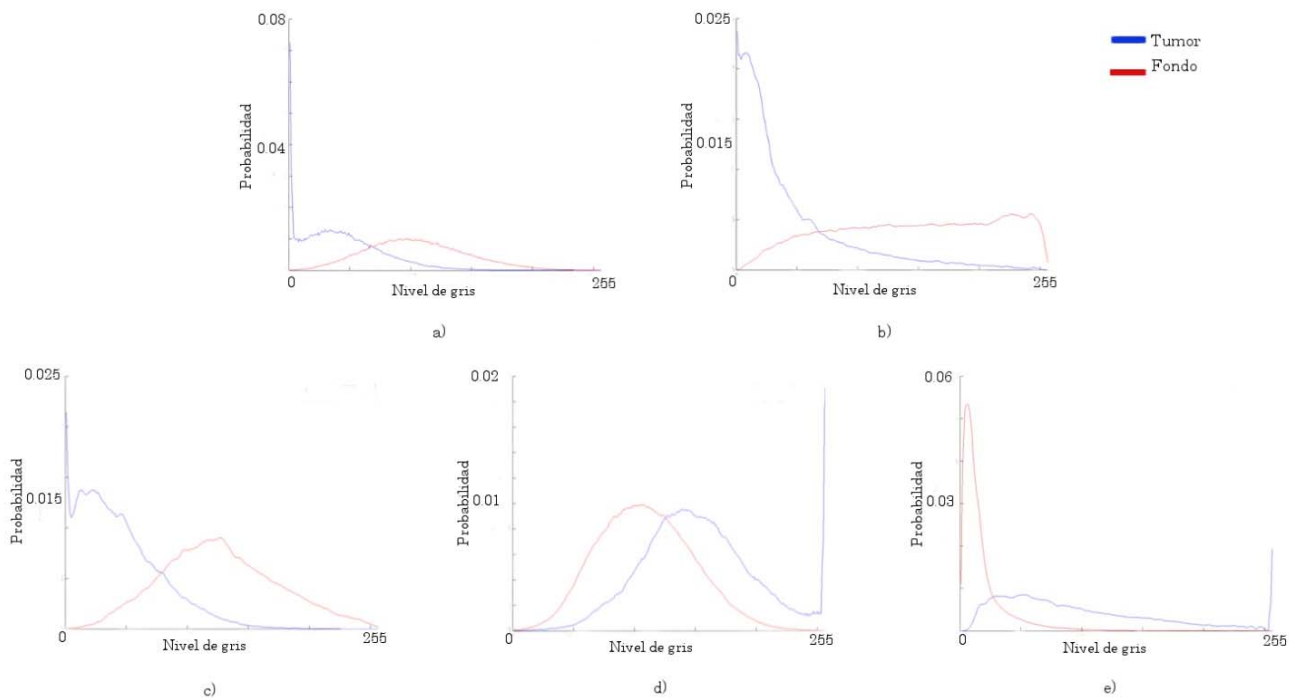 0.08
0.04
Probabilidad
0
Nivel de gris
255
a)
0.025
0.015
Probabilidad
0
Nivel de gris
255
b)
Tumor
Fondo
0.025
0.015
Probabilidad
0
Nivel de gris
255
c)
0.02
0.01
Probabilidad
0
Nivel de gris
255
d)
0.06
0.03
Probabilidad
0
Nivel de gris
255
e)